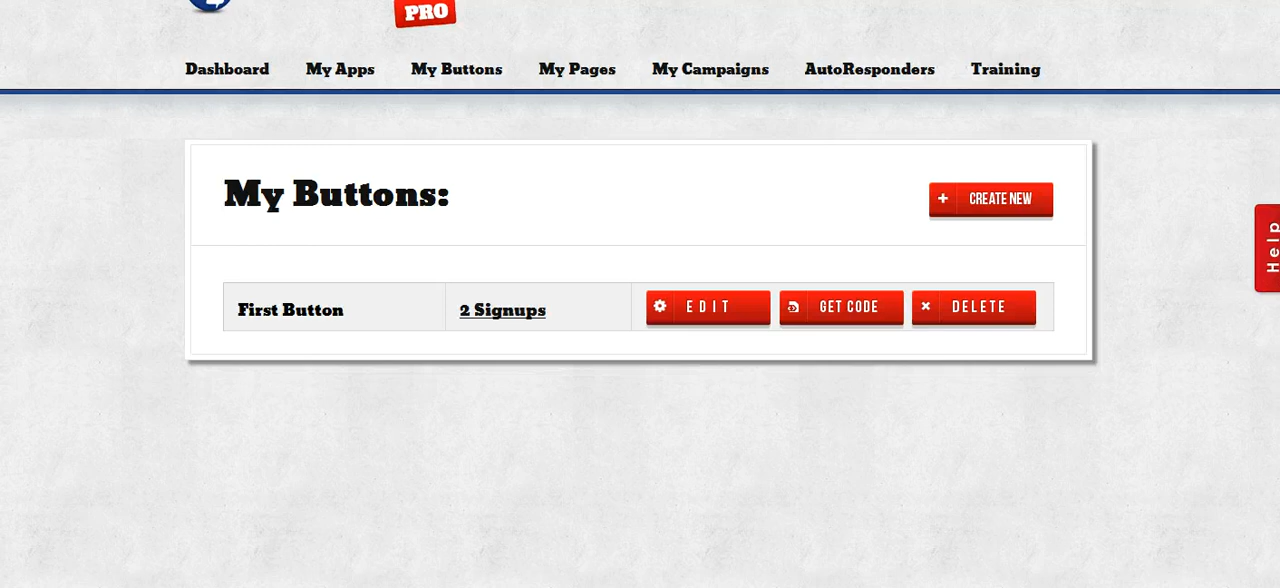 PRO
Dashboard My Apps My Buttons My Pages My Campaigns AutoResponders Training
My Buttons:
CREATE NEW
Help
First Button 2 Signups EDIT GET CODE DELETE